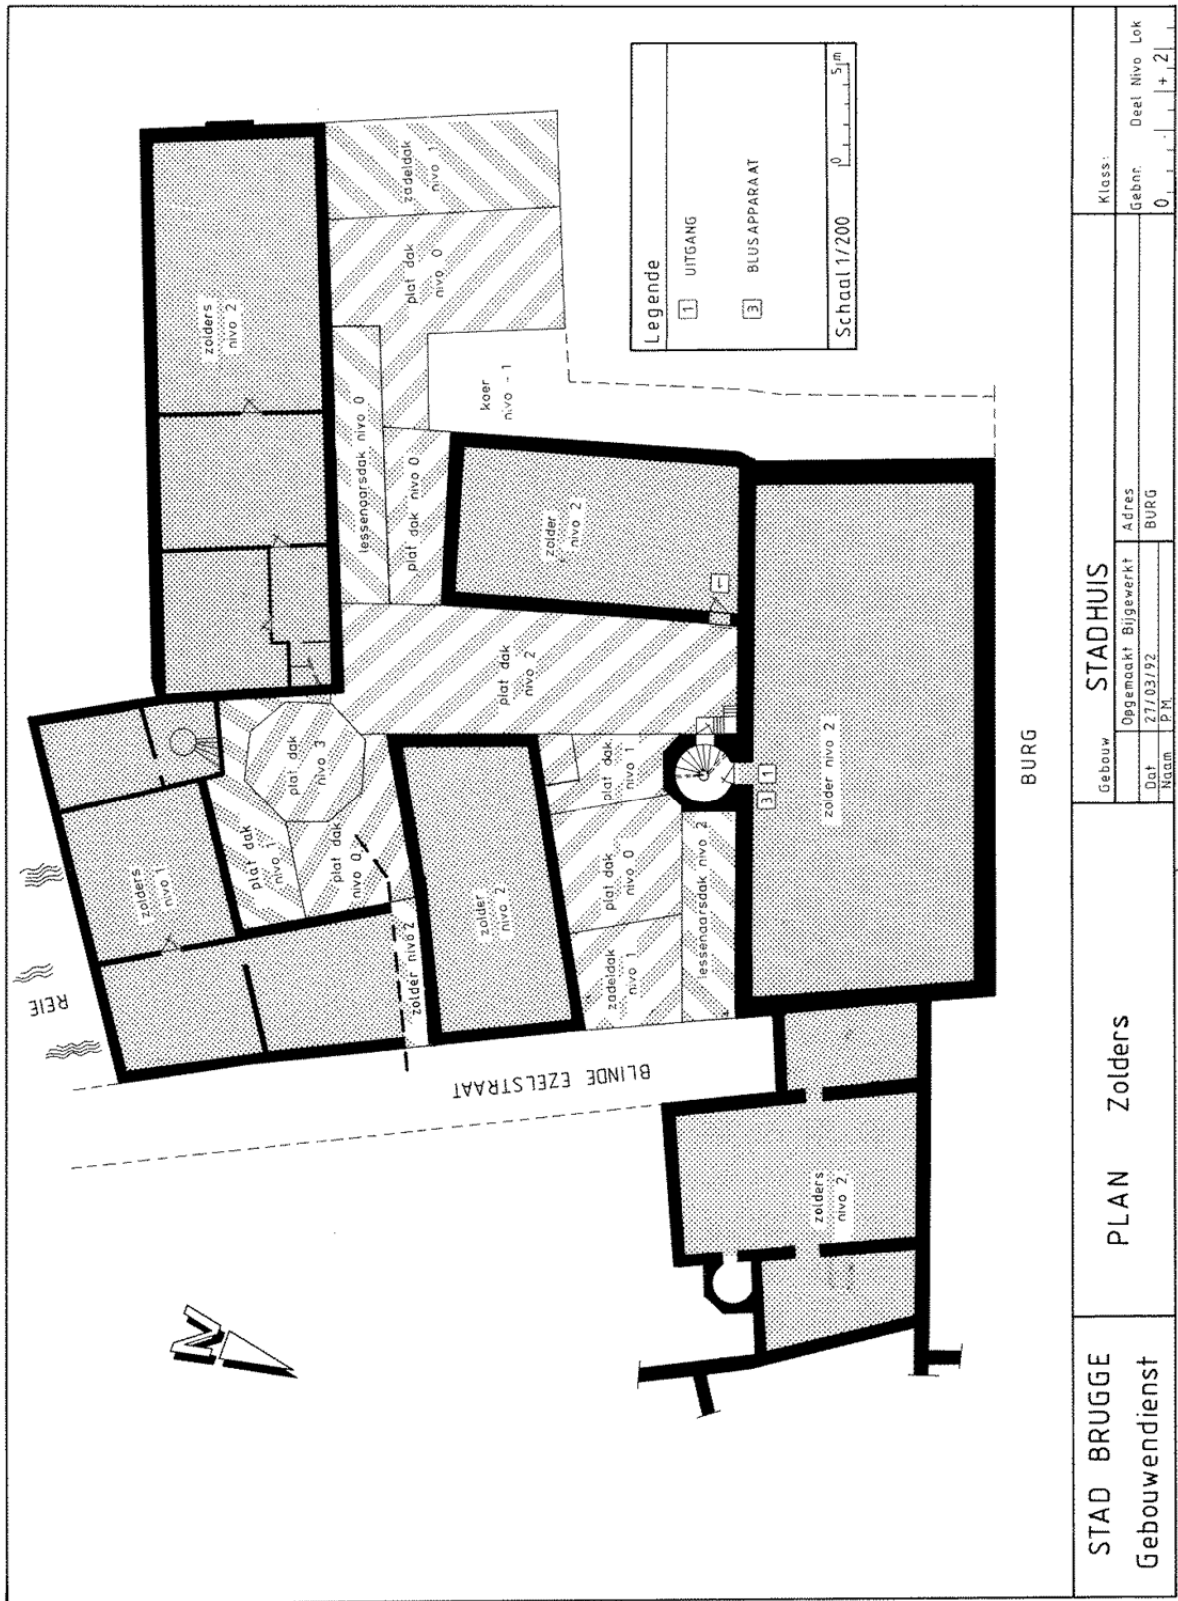 REIE
zolders
nivo 1
zolders
nivo 2
zadeldak
nivo 1
plat dak
nivo 0
lessenaarsdak nivo 0
plat dak nivo 0
koer
nivo - 1
plat dak
nivo 3
plat dak
nivo 1
plat dak
nivo 0
zolder nivo 2
zolder
nivo 2
plat dak
nivo 2
zolder
nivo 2
plat dak
nivo 1
plat dak
nivo 0
zadeldak
nivo 1
lessenaarsdak nivo 2
1
3
zolder nivo 2
BLINDE EZELSTRAAT
zolders
nivo 2
BURG
N
Legende
1 UITGANG
3 BLUSAPPARAAT
Schaal 1/200
0 5m
STAD BRUGGE
Gebouwendienst
PLAN Zolders
Gebouw STADHUIS
Opgemaakt Bijgewerkt
Dat 27/03/92
Naam P.M.
Adres
BURG
Klass:
Gebnr. Deel Nivo Lok
0 + 2